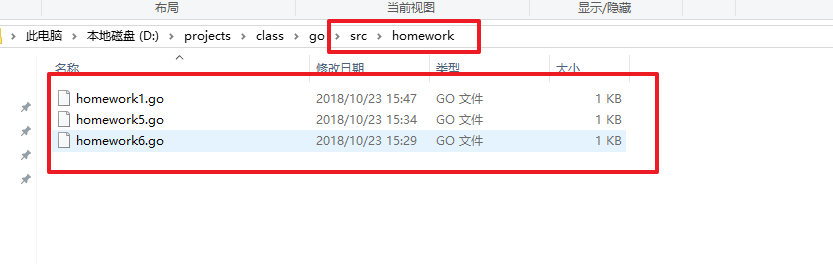 布局 当前视图 显示/隐藏
此电脑 本地磁盘 (D:) projects class go src homework
名称 修改日期 类型 大小
homework1.go 2018/10/23 15:47 GO 文件 1 KB
homework5.go 2018/10/23 15:34 GO 文件 1 KB
homework6.go 2018/10/23 15:29 GO 文件 1 KB